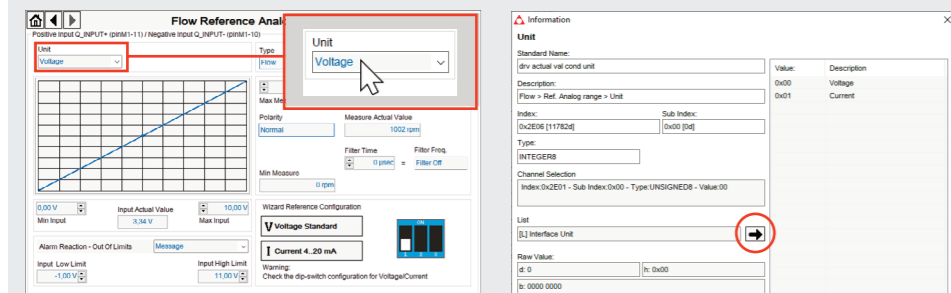 Flow Reference Anal
Positive Input Q_INPUT+ (pinM1-11) / Negative Input Q_INPUT- (pinM1-10)
Unit
Voltage
Type
Flow
Unit
Voltage
Max Me
Polarity
Normal
Measure Actual Value
1002 rpm
Filter Time
Filter Freq.
0 µsec
=
Filter Off
Min Measure
0 rpm
0,00 V
Min Input
Input Actual Value
3,34 V
10,00 V
Max Input
Alarm Reaction - Out Of Limits
Message
Input Low Limit
-1,00 V
Input High Limit
11,00 V
Wizard Reference Configuration
V Voltage Standard
I Current 4..20 mA
ON
1 2 3
Warning:
Check the dip-switch configuration for Voltage/Current
Information
Unit
Standard Name:
drv actual val cond unit
Description:
Flow > Ref. Analog range > Unit
Index:
0x2E06 [11782d]
Sub Index:
0x00 [0d]
Type:
INTEGER8
Channel Selection
Index:0x2E01 - Sub Index:0x00 - Type:UNSIGNED8 - Value:00
List
[L] Interface Unit
Raw Value:
d: 0
h: 0x00
b: 0000 0000
Value: Description
0x00 Voltage
0x01 Current